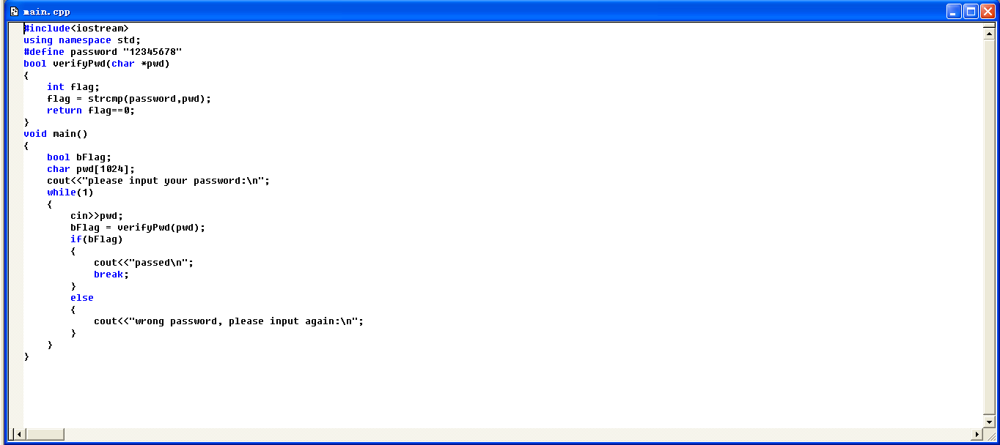 main.cpp
#include<iostream>
using namespace std;
#define password "12345678"
bool verifyPwd(char *pwd)
{
    int flag;
    flag = strcmp(password,pwd);
    return flag==0;
}
void main()
{
    bool bFlag;
    char pwd[1024];
    cout<<"please input your password:\n";
    while(1)
    {
        cin>>pwd;
        bFlag = verifyPwd(pwd);
        if(bFlag)
        {
            cout<<"passed\n";
            break;
        }
        else
        {
            cout<<"wrong password, please input again:\n";
        }
    }
}